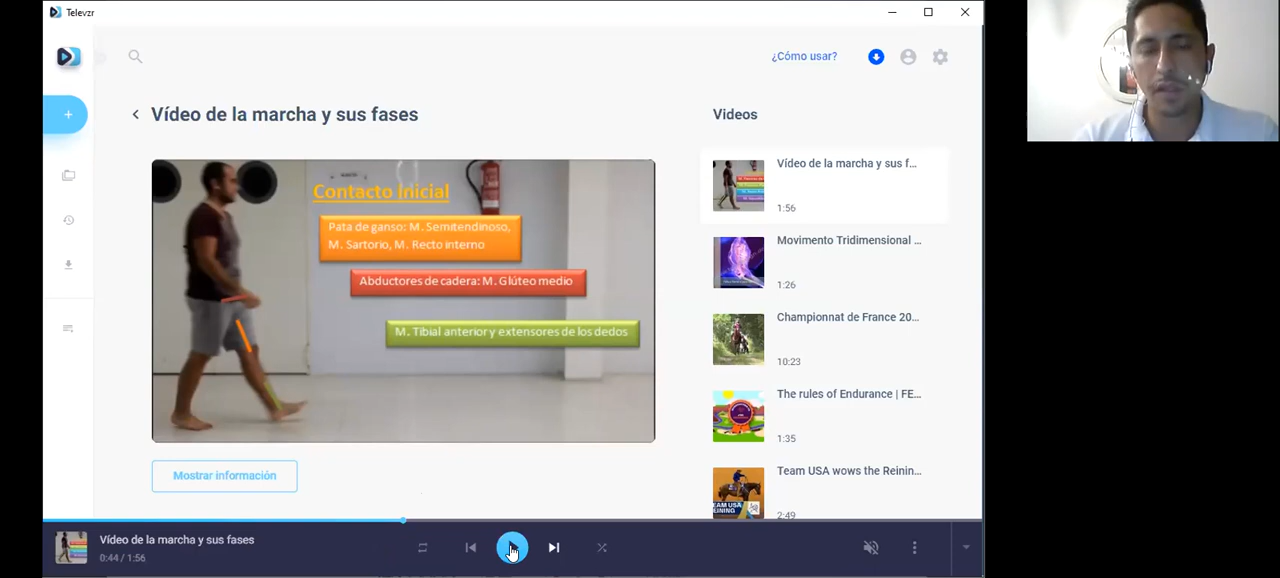 Televzr
¿Cómo usar?
Vídeo de la marcha y sus fases
Videos
Contacto inicial
Pata de ganso: M. Semitendinoso,
M. Sartorio, M. Recto interno
Abductores de cadera: M. Glúteo medio
M. Tibial anterior y extensores de los dedos
Mostrar información
Vídeo de la marcha y sus f...
1:56
Movimento Tridimensional ...
1:26
Championnat de France 20...
10:23
The rules of Endurance | FE...
1:35
Team USA wows the Reinin...
2:49
Vídeo de la marcha y sus fases
0:44 / 1:56